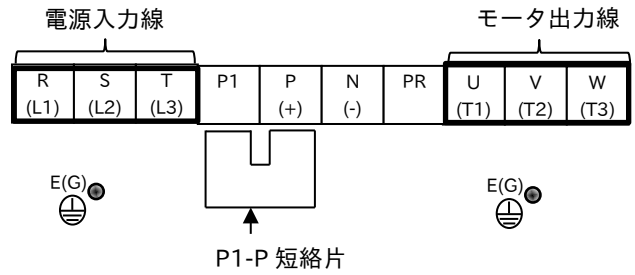 電源入力線 モータ出力線
R S T P1 P N PR U V W
(L1) (L2) (L3) (+) (-) (T1) (T2) (T3)
E(G) E(G)
P1-P 短絡片